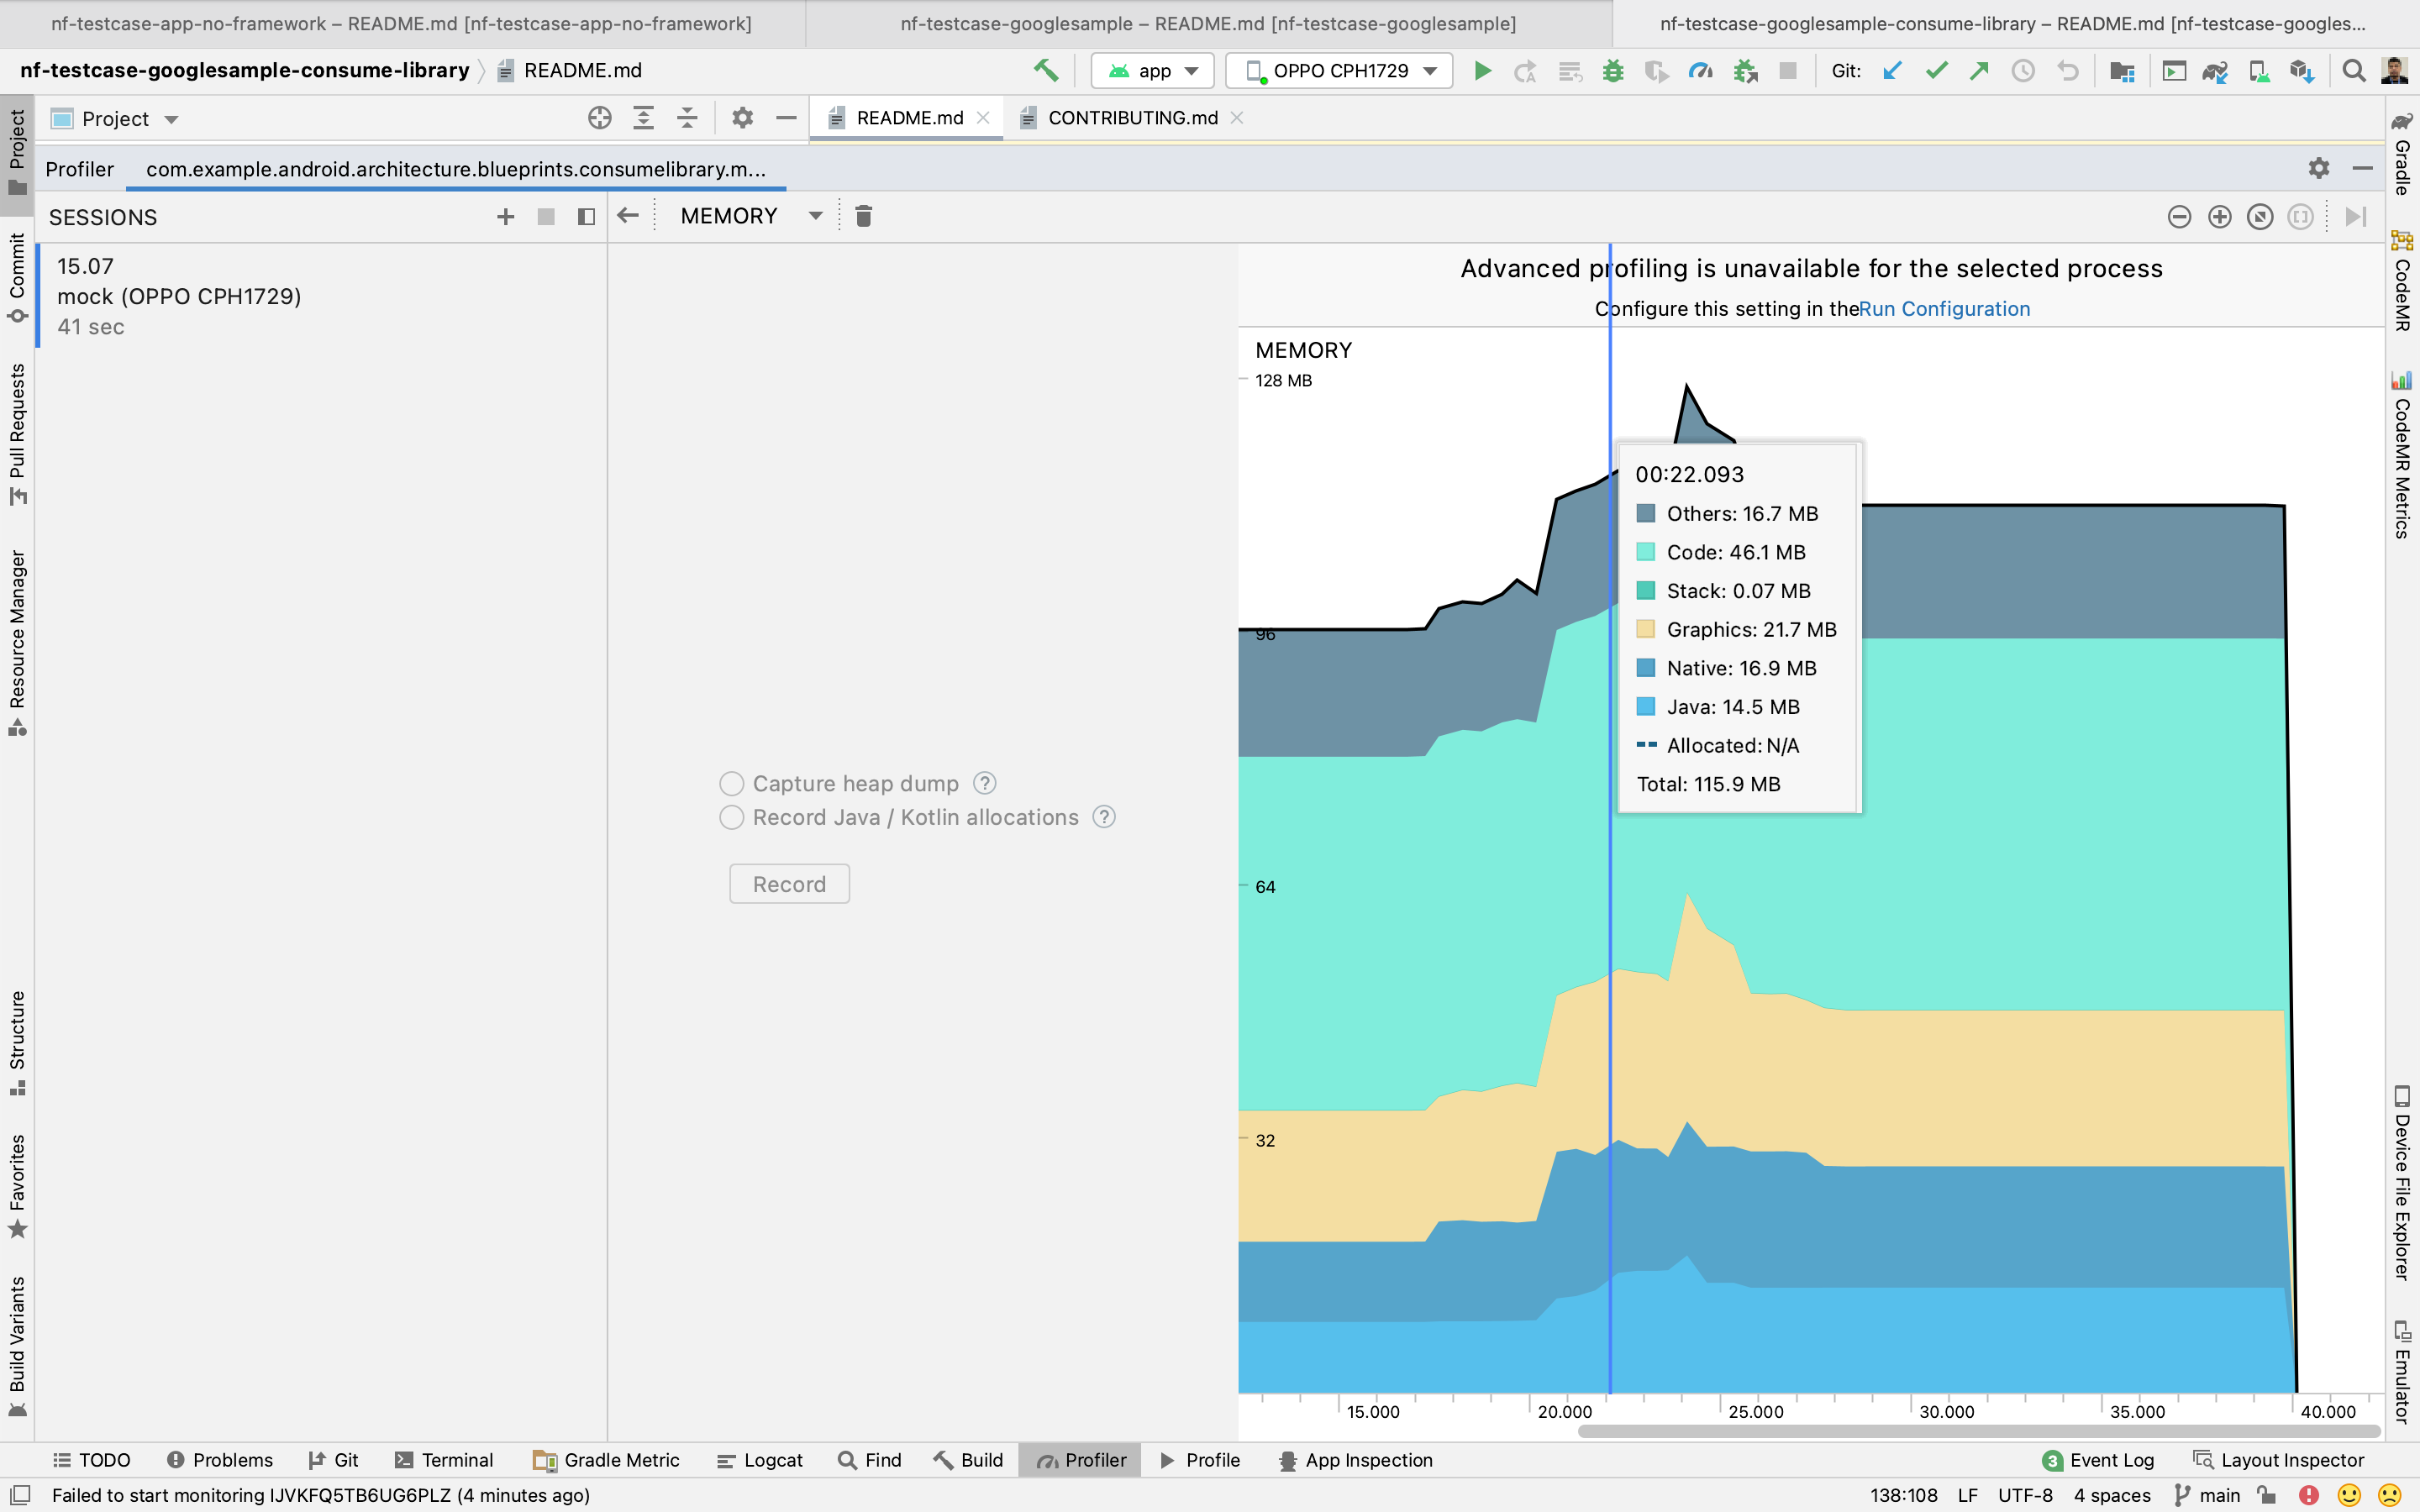 nf-testcase-app-no-framework – README.md [nf-testcase-app-no-framework]
nf-testcase-googlesample – README.md [nf-testcase-googlesample]
nf-testcase-googlesample-consume-library – README.md [nf-testcase-googles...
nf-testcase-googlesample-consume-library
README.md
app
OPPO CPH1729
Git:
Project
README.md
CONTRIBUTING.md
Profiler
com.example.android.architecture.blueprints.consumelibrary.m...
SESSIONS
MEMORY
15.07
mock (OPPO CPH1729)
41 sec
Capture heap dump
?
Record Java / Kotlin allocations
?
Record
Advanced profiling is unavailable for the selected process
Configure this setting in the Run Configuration
MEMORY
128 MB
96
64
32
00:22.093
Others: 16.7 MB
Code: 46.1 MB
Stack: 0.07 MB
Graphics: 21.7 MB
Native: 16.9 MB
Java: 14.5 MB
Allocated: N/A
Total: 115.9 MB
15.000
20.000
25.000
30.000
35.000
40.000
Project
Commit
Pull Requests
Resource Manager
Structure
Favorites
Build Variants
Gradle
CodeMR
CodeMR Metrics
Device File Explorer
Emulator
TODO
Problems
Git
Terminal
Gradle Metric
Logcat
Find
Build
Profiler
Profile
App Inspection
3
Event Log
Layout Inspector
Failed to start monitoring IJVKFQ5TB6UG6PLZ (4 minutes ago)
138:108
LF
UTF-8
4 spaces
main